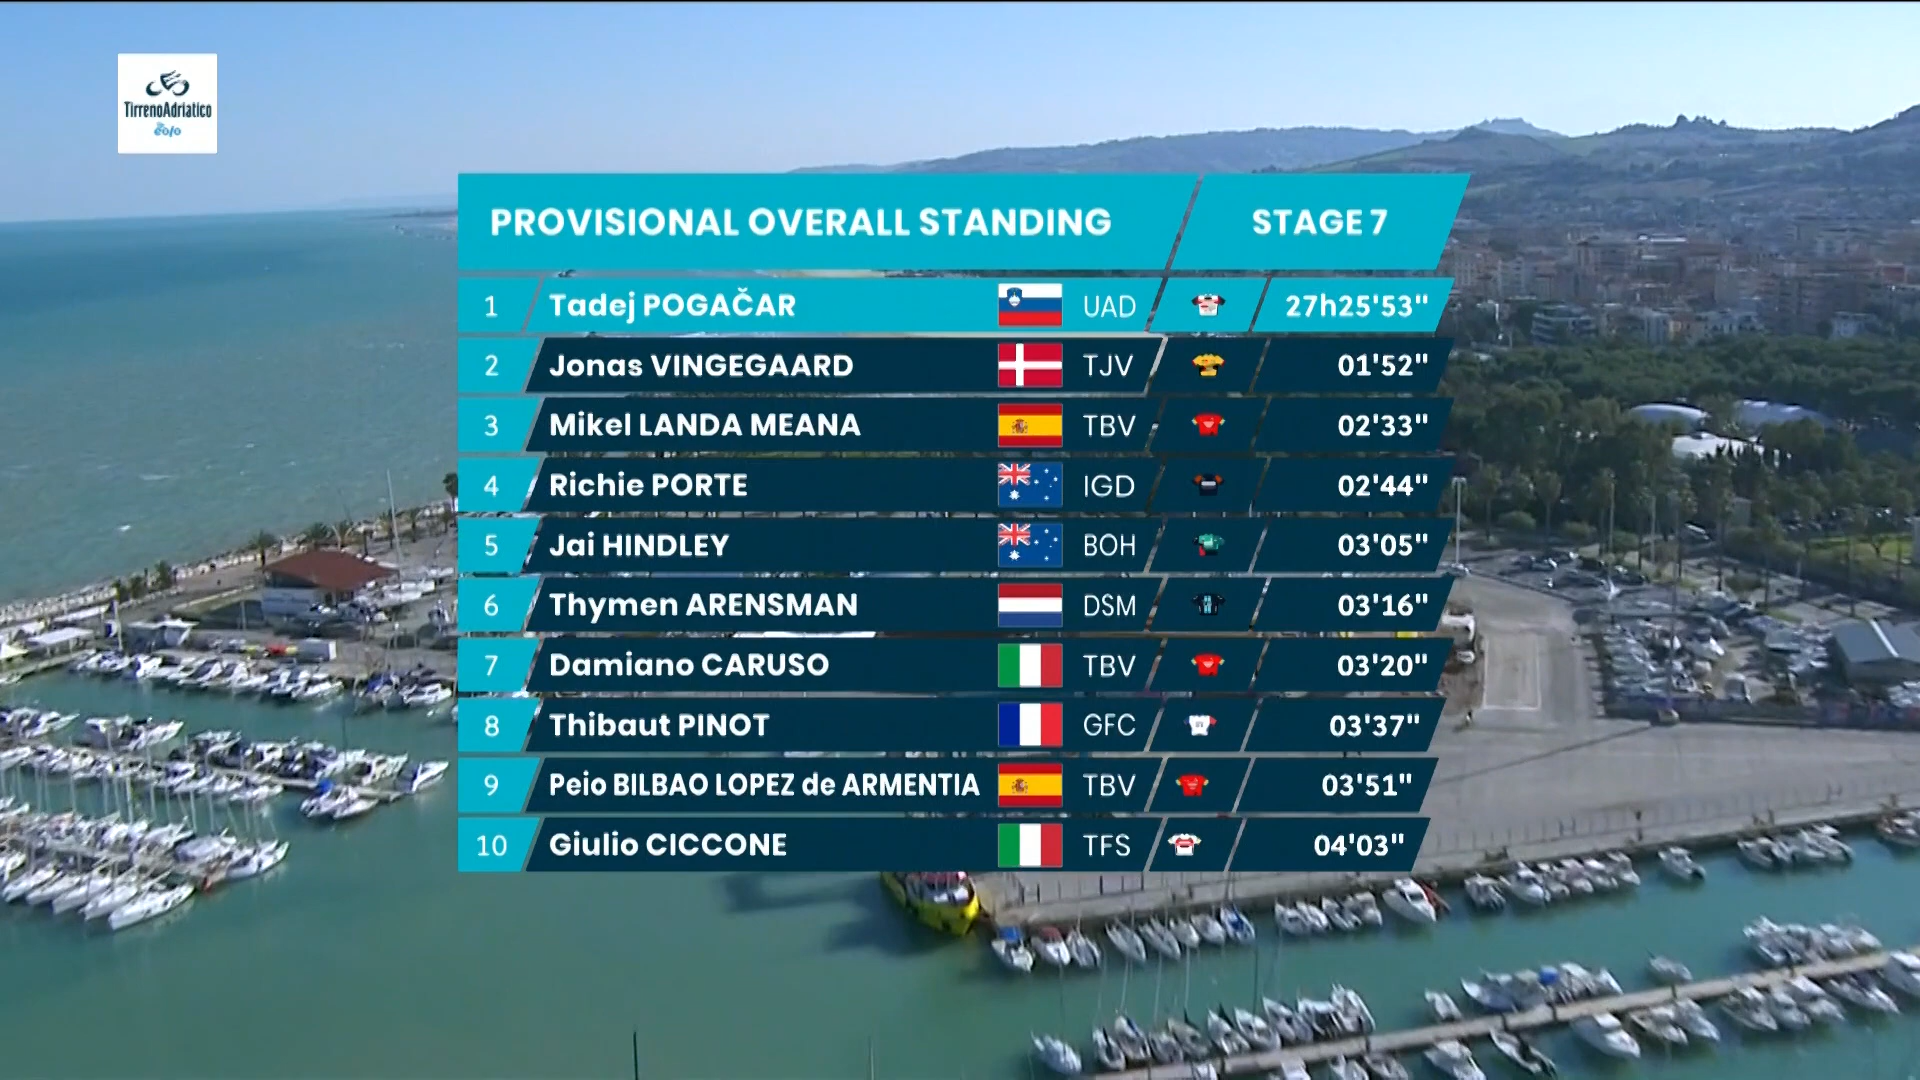 TirrenoAdriatico
eolo
PROVISIONAL OVERALL STANDING STAGE 7
1 Tadej POGAČAR UAD 27h25'53"
2 Jonas VINGEGAARD TJV 01'52"
3 Mikel LANDA MEANA TBV 02'33"
4 Richie PORTE IGD 02'44"
5 Jai HINDLEY BOH 03'05"
6 Thymen ARENSMAN DSM 03'16"
7 Damiano CARUSO TBV 03'20"
8 Thibaut PINOT GFC 03'37"
9 Peio BILBAO LOPEZ de ARMENTIA TBV 03'51"
10 Giulio CICCONE TFS 04'03"